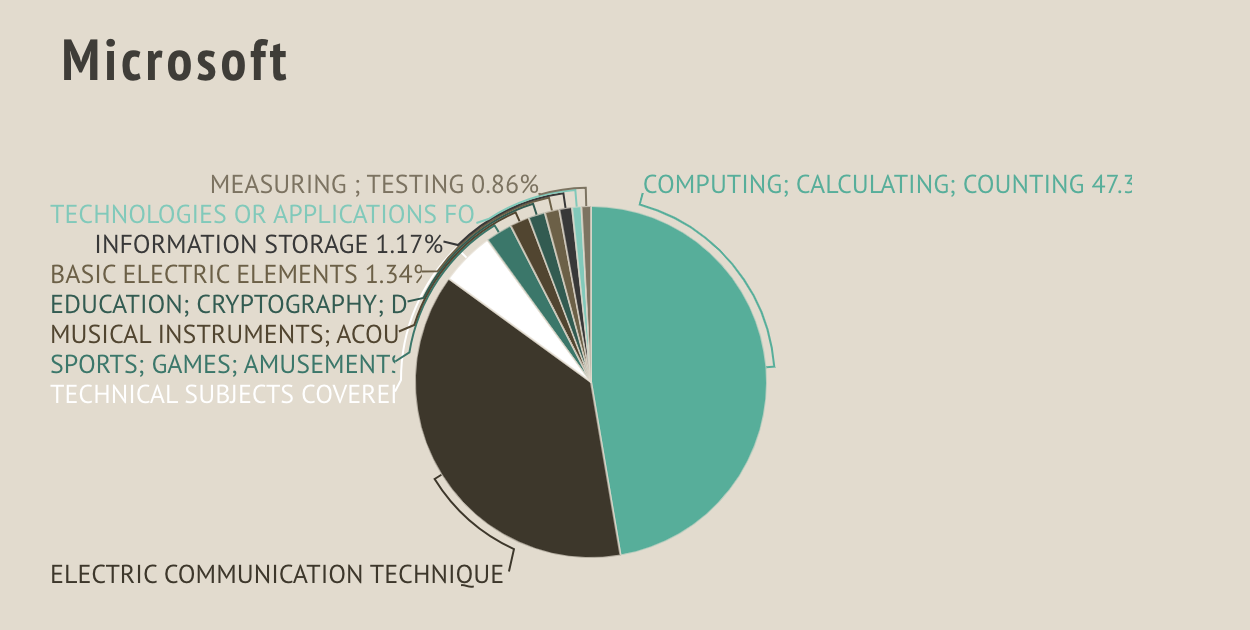 Microsoft
MEASURING ; TESTING 0.86%
COMPUTING; CALCULATING; COUNTING 47.3
TECHNOLOGIES OR APPLICATIONS FO
INFORMATION STORAGE 1.17%
BASIC ELECTRIC ELEMENTS 1.34%
EDUCATION; CRYPTOGRAPHY; D
MUSICAL INSTRUMENTS; ACOU
SPORTS; GAMES; AMUSEMENT
TECHNICAL SUBJECTS COVERE
ELECTRIC COMMUNICATION TECHNIQUE